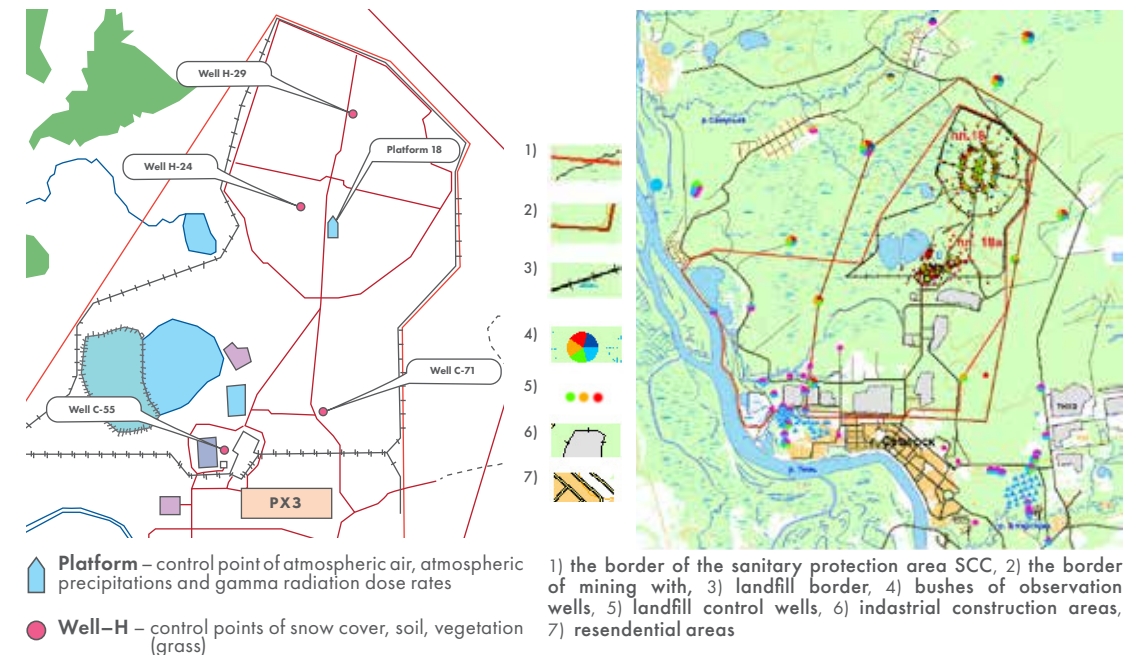 Well H-29
Platform 18
Well H-24
Well C-71
Well C-55
PX3
Platform – control point of atmospheric air, atmospheric
precipitations and gamma radiation dose rates
Well–H – control points of snow cover, soil, vegetation
(grass)
1)
2)
3)
4)
5)
6)
7)
пл.18
пл. 18а
р. Томь
1) the border of the sanitary protection area SCC, 2) the border
of mining with, 3) landfill border, 4) bushes of observation
wells, 5) landfill control wells, 6) indastrial construction areas,
7) resendential areas